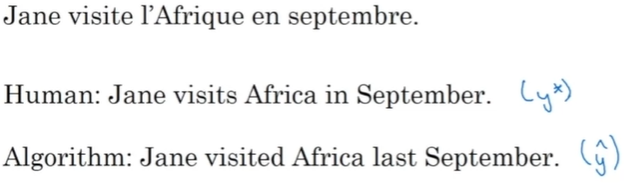 Jane visite l'Afrique en septembre.
Human: Jane visits Africa in September. (y*)
Algorithm: Jane visited Africa last September. (ŷ)